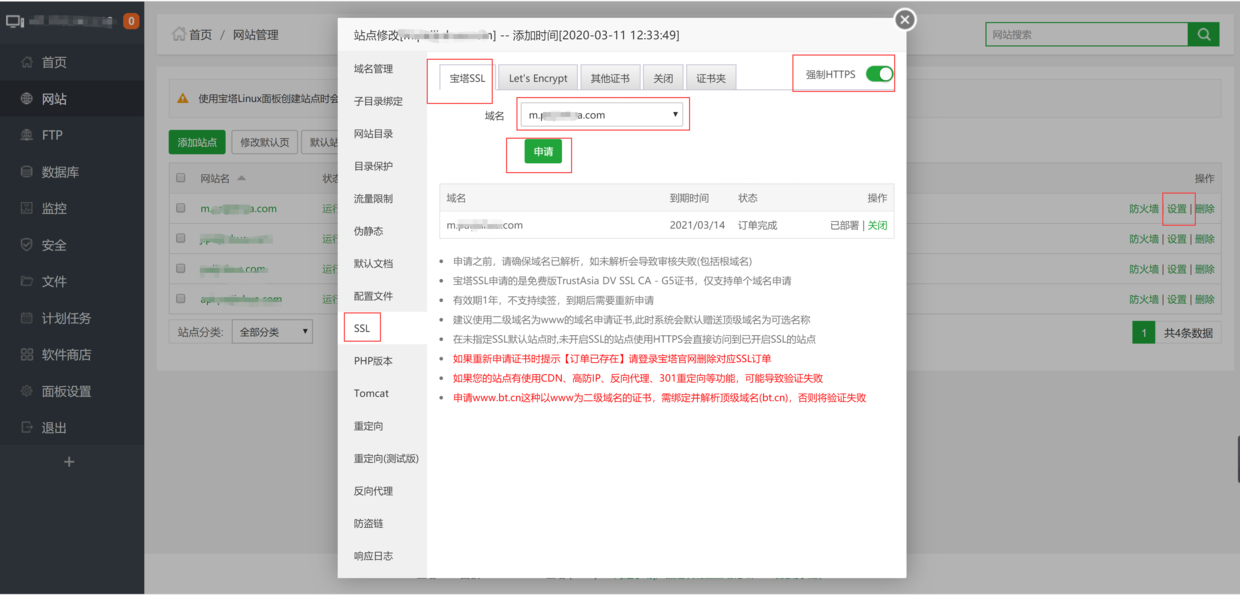 0
首页
网站
FTP
数据库
监控
安全
文件
计划任务
软件商店
面板设置
退出
+
首页 / 网站管理
网站搜索
使用宝塔Linux面板创建站点时会
添加站点 修改默认页 默认站
网站名 状态 操作
m. a.com 运行 防火墙 | 设置 | 删除
运行 防火墙 | 设置 | 删除
.com 运行 防火墙 | 设置 | 删除
.com 运行 防火墙 | 设置 | 删除
站点分类: 全部分类 1 共4条数据
站点修改[ ] -- 添加时间[2020-03-11 12:33:49]
域名管理
子目录绑定
网站目录
目录保护
流量限制
伪静态
默认文档
配置文件
SSL
PHP版本
Tomcat
重定向
重定向(测试版)
反向代理
防盗链
响应日志
宝塔SSL Let's Encrypt 其他证书 关闭 证书夹 强制HTTPS
域名 m. a.com
申请
域名 到期时间 状态 操作
m. .com 2021/03/14 订单完成 已部署 | 关闭
申请之前，请确保域名已解析，如未解析会导致审核失败(包括根域名)
宝塔SSL申请的是免费版TrustAsia DV SSL CA - G5证书，仅支持单个域名申请
有效期1年，不支持续签，到期后需要重新申请
建议使用二级域名为www的域名申请证书,此时系统会默认赠送顶级域名为可选名称
在未指定SSL默认站点时,未开启SSL的站点使用HTTPS会直接访问到已开启SSL的站点
如果重新申请证书时提示【订单已存在】请登录宝塔官网删除对应SSL订单
如果您的站点有使用CDN、高防IP、反向代理、301重定向等功能，可能导致验证失败
申请www.bt.cn这种以www为二级域名的证书，需绑定并解析顶级域名(bt.cn)，否则将验证失败